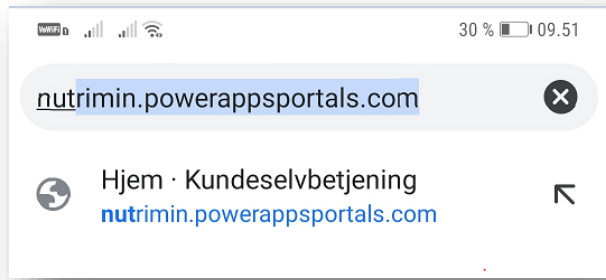 VoWiFi 30 % 09.51
nutrimin.powerappsportals.com
Hjem · Kundeselvbetjening
nutrimin.powerappsportals.com